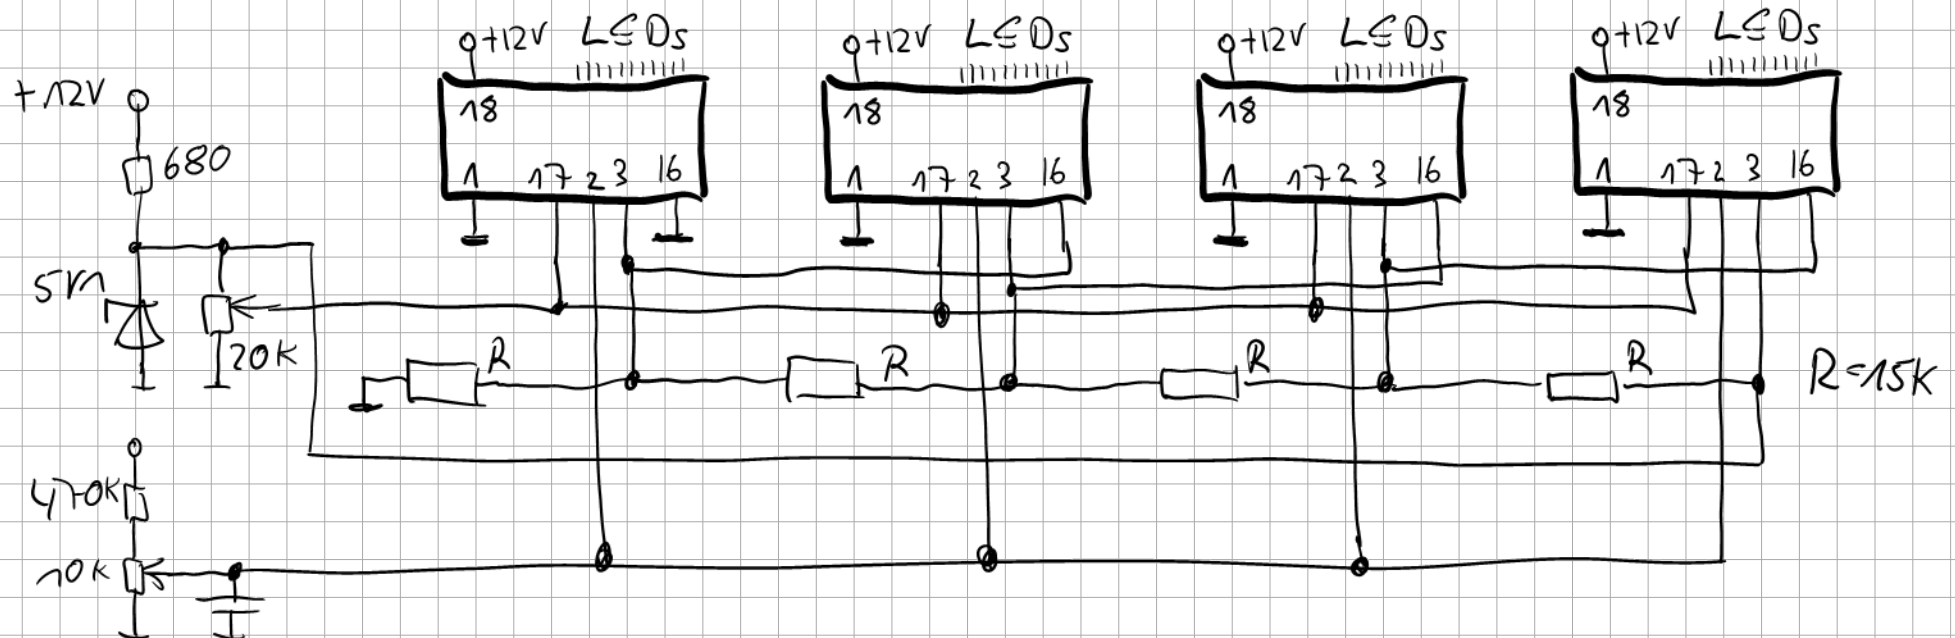 +12V LEDs +12V LEDs +12V LEDs +12V LEDs
+12V
18 18 18 18
680
1 17 2 3 16 1 17 2 3 16 1 17 2 3 16 1 17 2 3 16
20K
R R R R R=15K
470K
10K